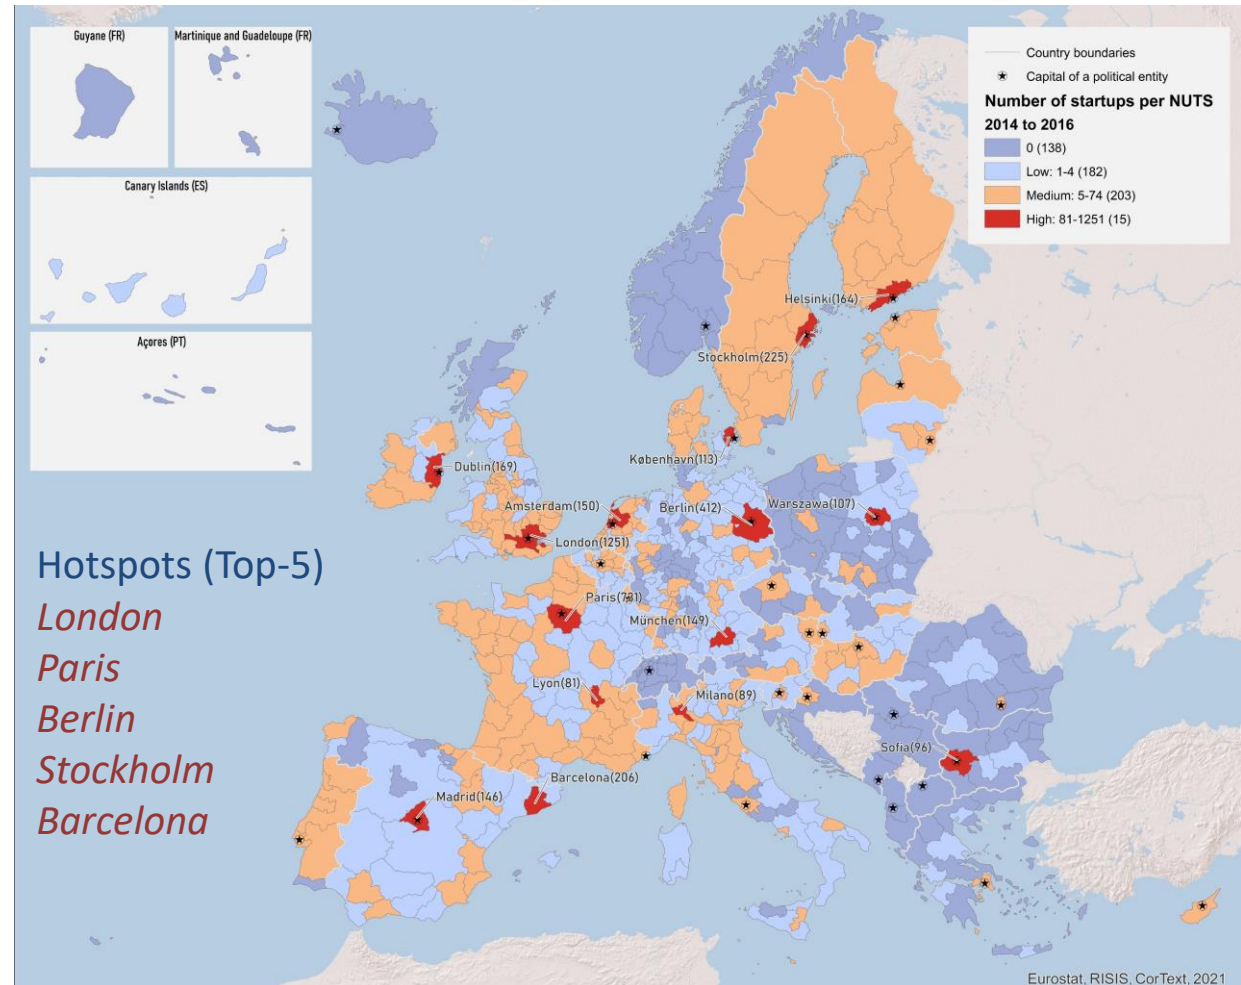 Guyane (FR)
Martinique and Guadeloupe (FR)
Canary Islands (ES)
Açores (PT)
Country boundaries
Capital of a political entity
Number of startups per NUTS
2014 to 2016
0 (138)
Low: 1-4 (182)
Medium: 5-74 (203)
High: 81-1251 (15)
Helsinki(164)
Stockholm(225)
København(113)
Dublin(169)
Amsterdam(150)
Berlin(412)
Warszawa(107)
London(1251)
Paris(781)
München(149)
Lyon(81)
Milano(89)
Sofia(96)
Barcelona(206)
Madrid(146)
Hotspots (Top-5)
London
Paris
Berlin
Stockholm
Barcelona
Eurostat, RISIS, CorText, 2021